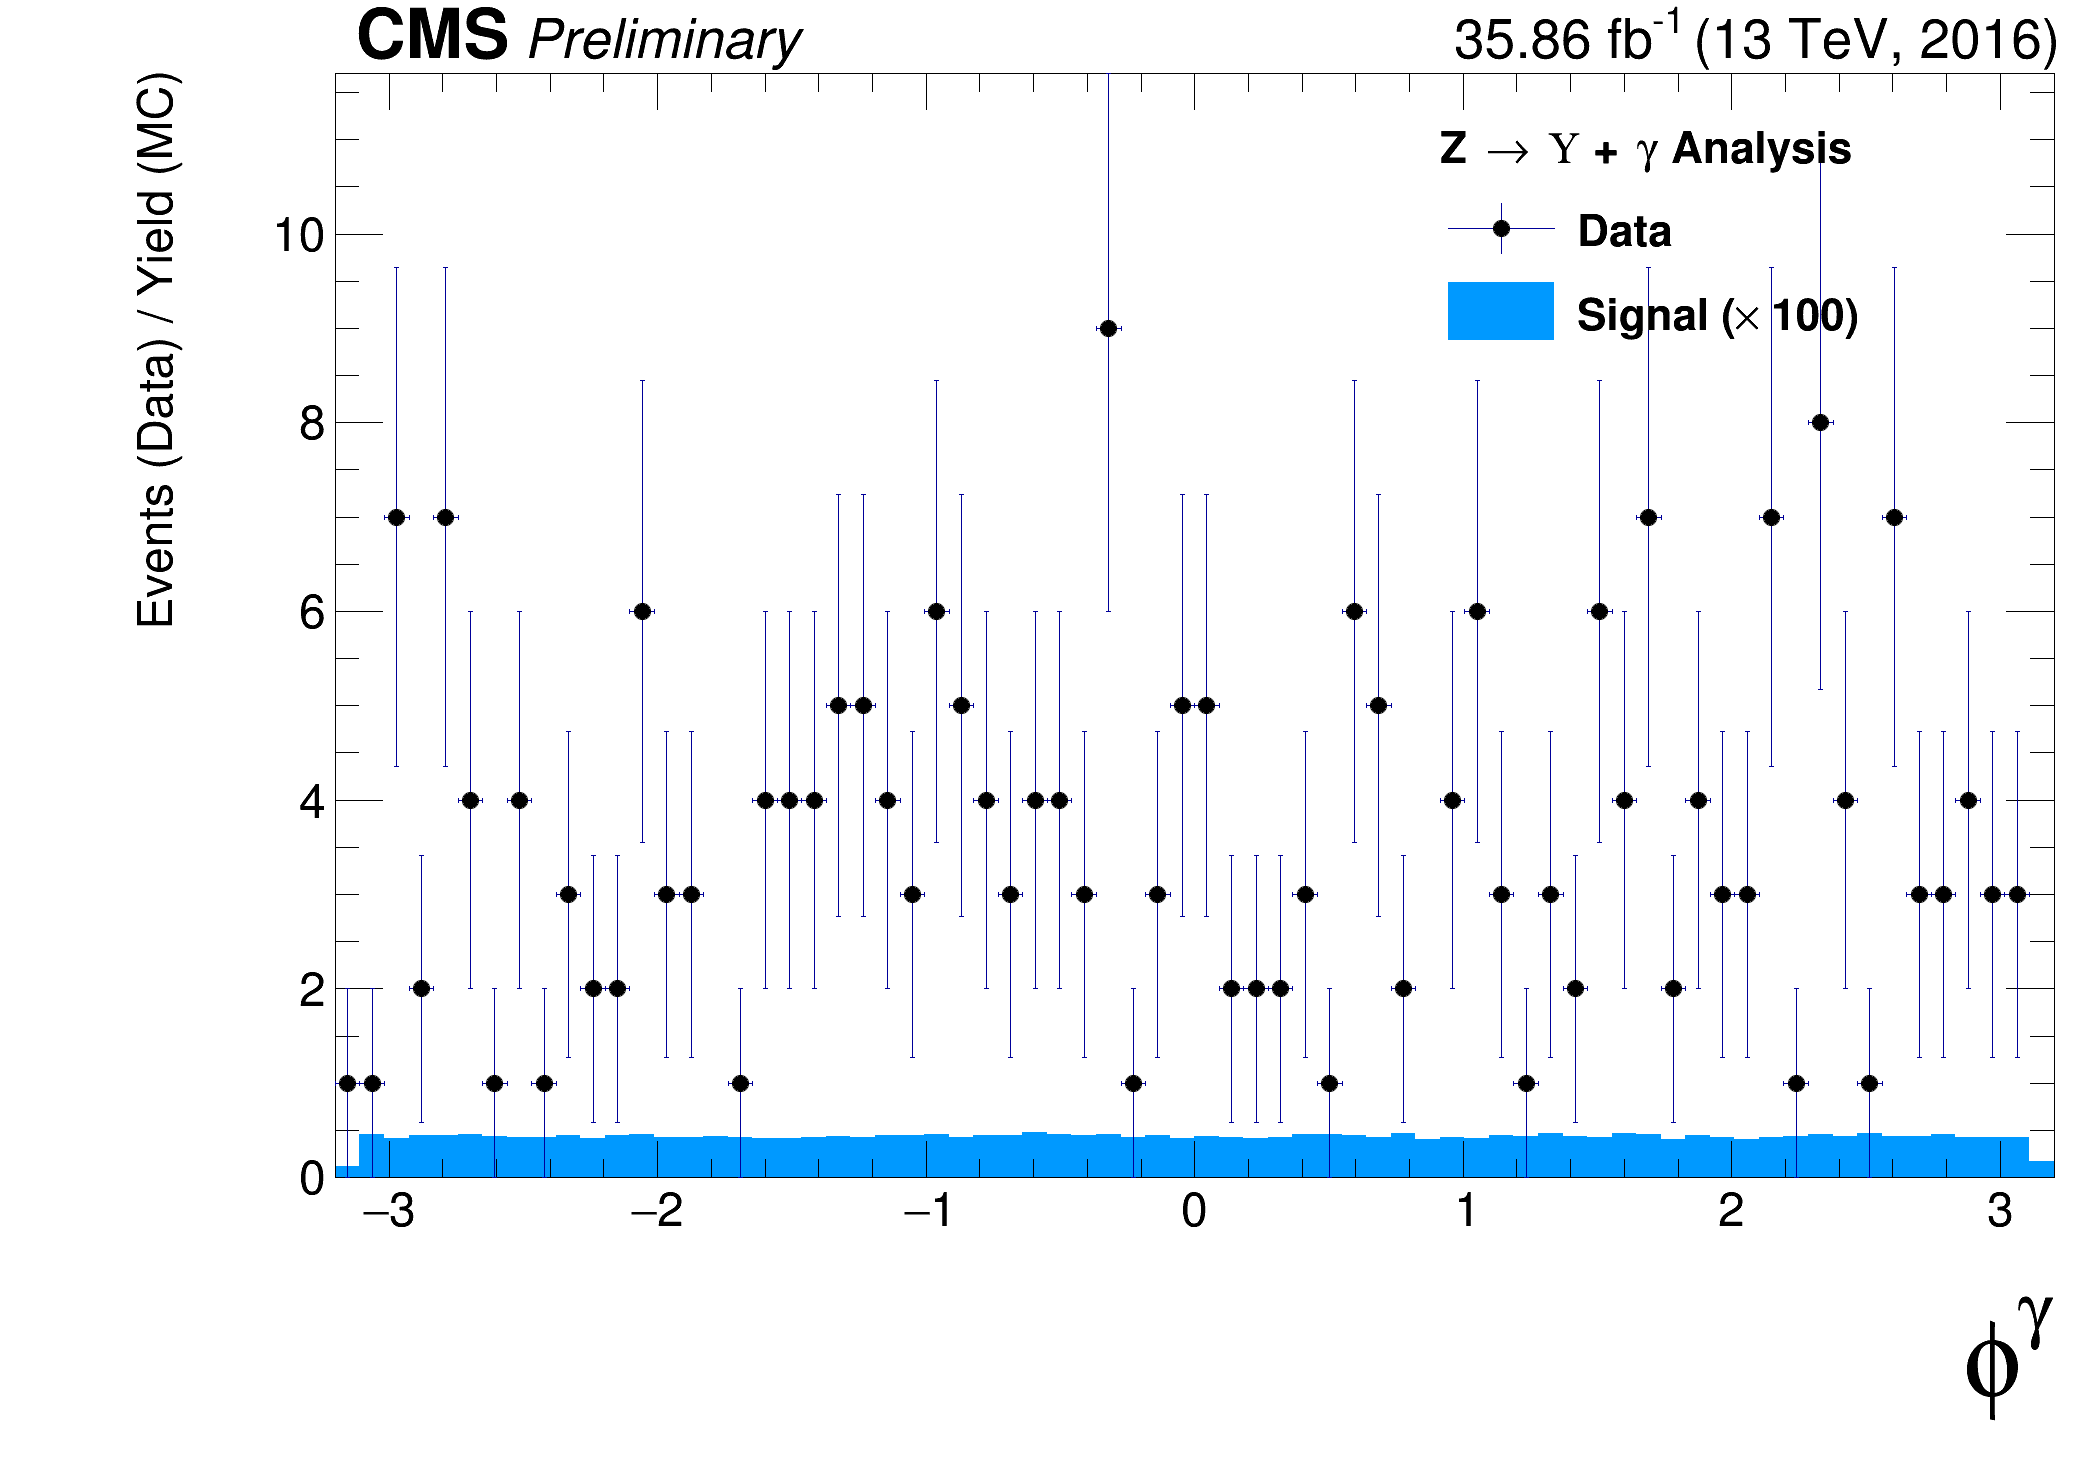 CMS Preliminary 35.86 fb⁻¹ (13 TeV, 2016)
Events (Data) / Yield (MC)
Z → Υ + γ Analysis
Data
Signal (× 100)
10
8
6
4
2
0
−3 −2 −1 0 1 2 3
ϕ^γ